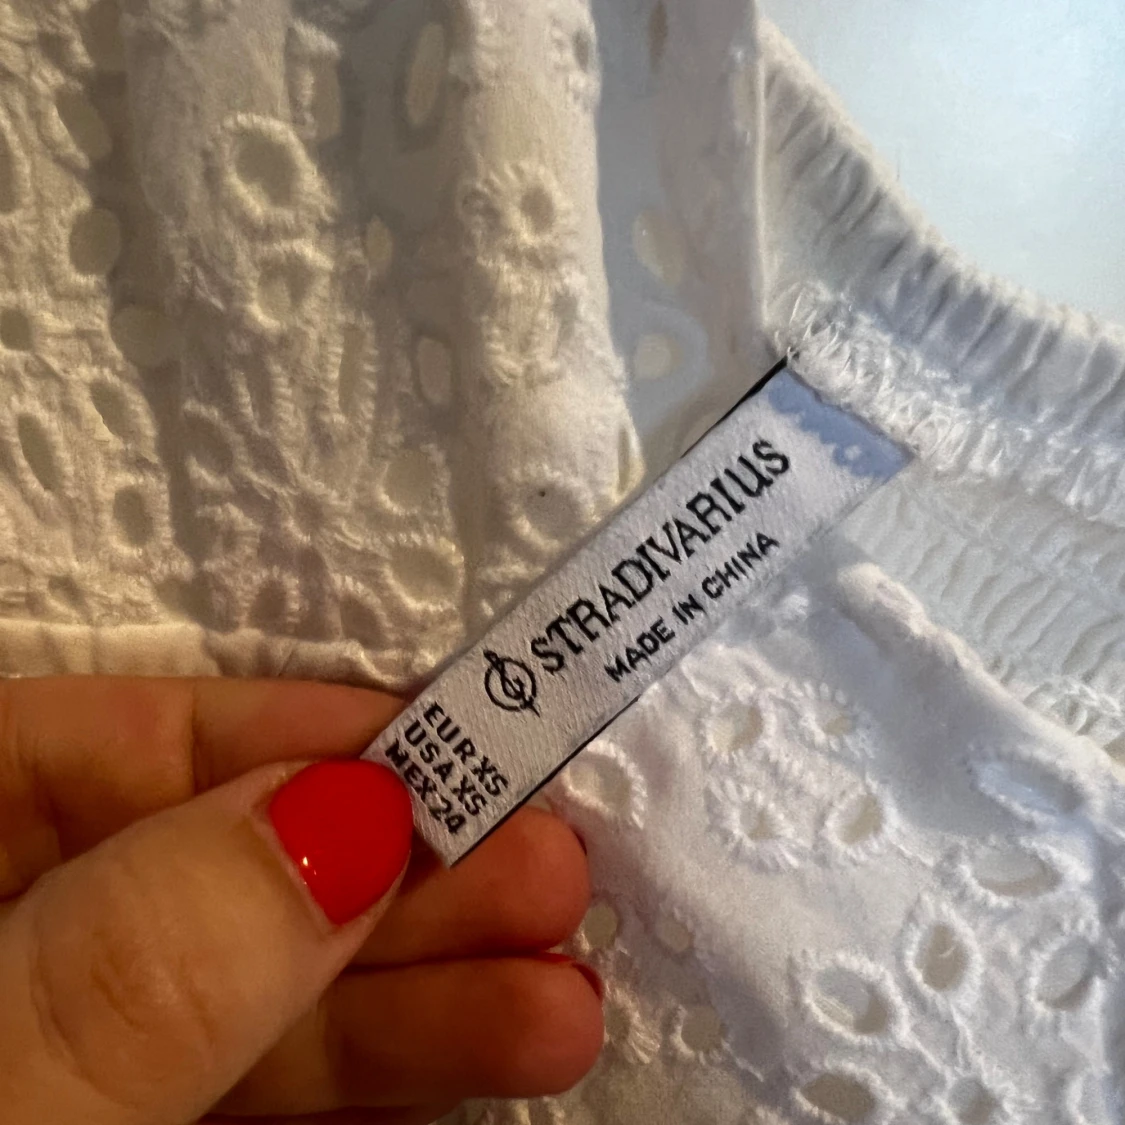 STRADIVARIUS
MADE IN CHINA
EUR XS
USA XS
MEX 24